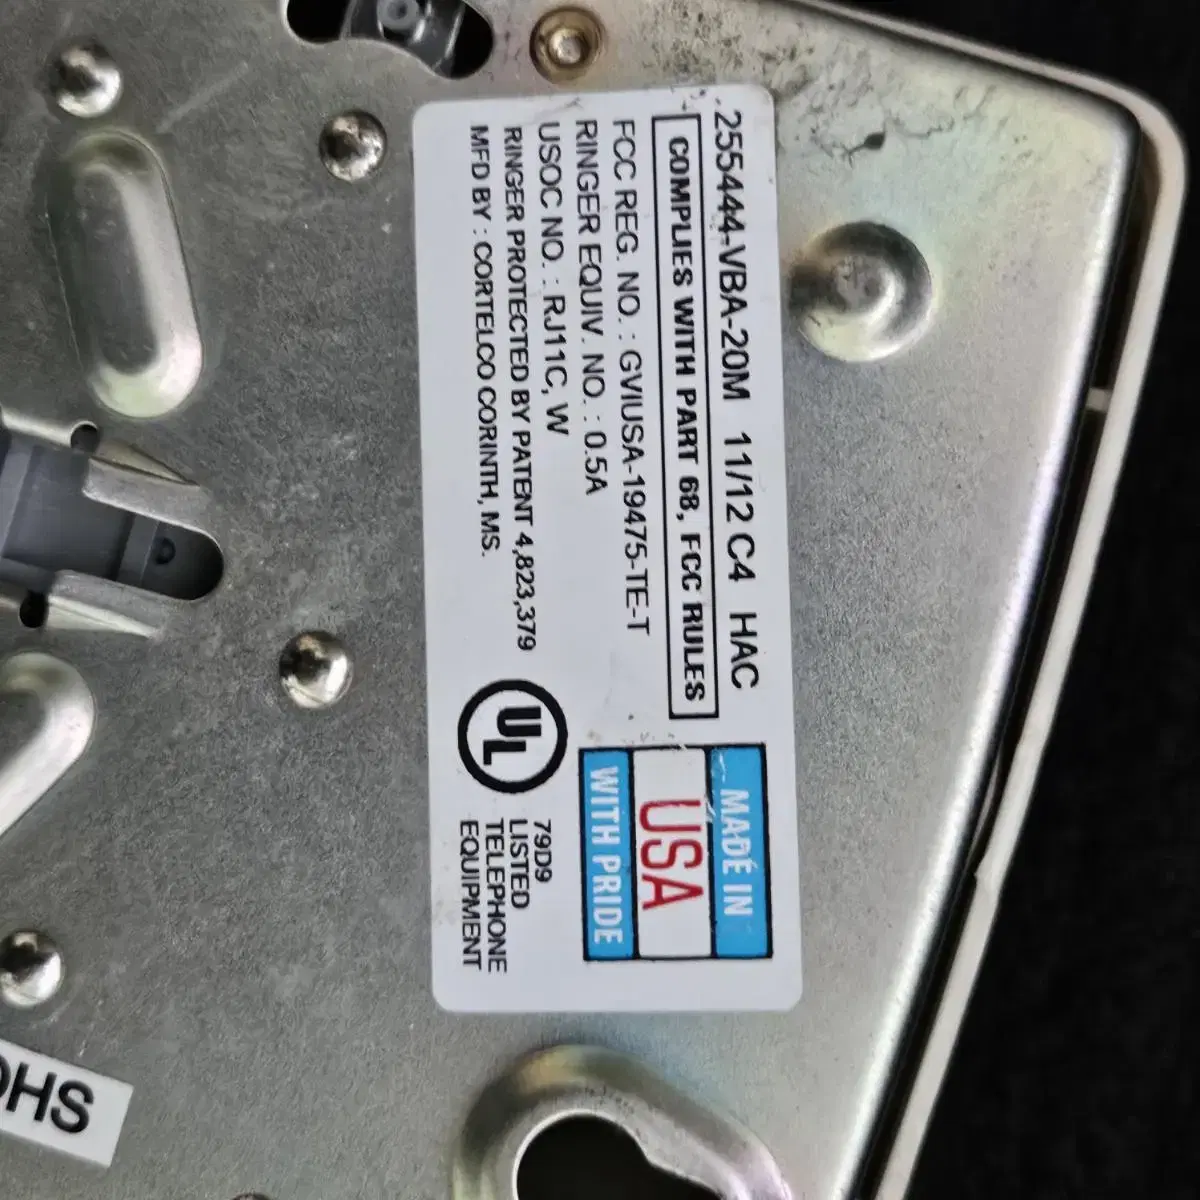 255444-VBA-20M 11/12 C4 HAC
COMPLIES WITH PART 68, FCC RULES
FCC REG. NO. : GVIUSA-19475-TE-T
RINGER EQUIV. NO. : 0.5A
USOC NO. : RJ11C, W
RINGER PROTECTED BY PATENT 4,823,379
MFD BY : CORTELCO CORINTH, MS.
MADE IN
USA
WITH PRIDE
UL
79D9
LISTED
TELEPHONE
EQUIPMENT